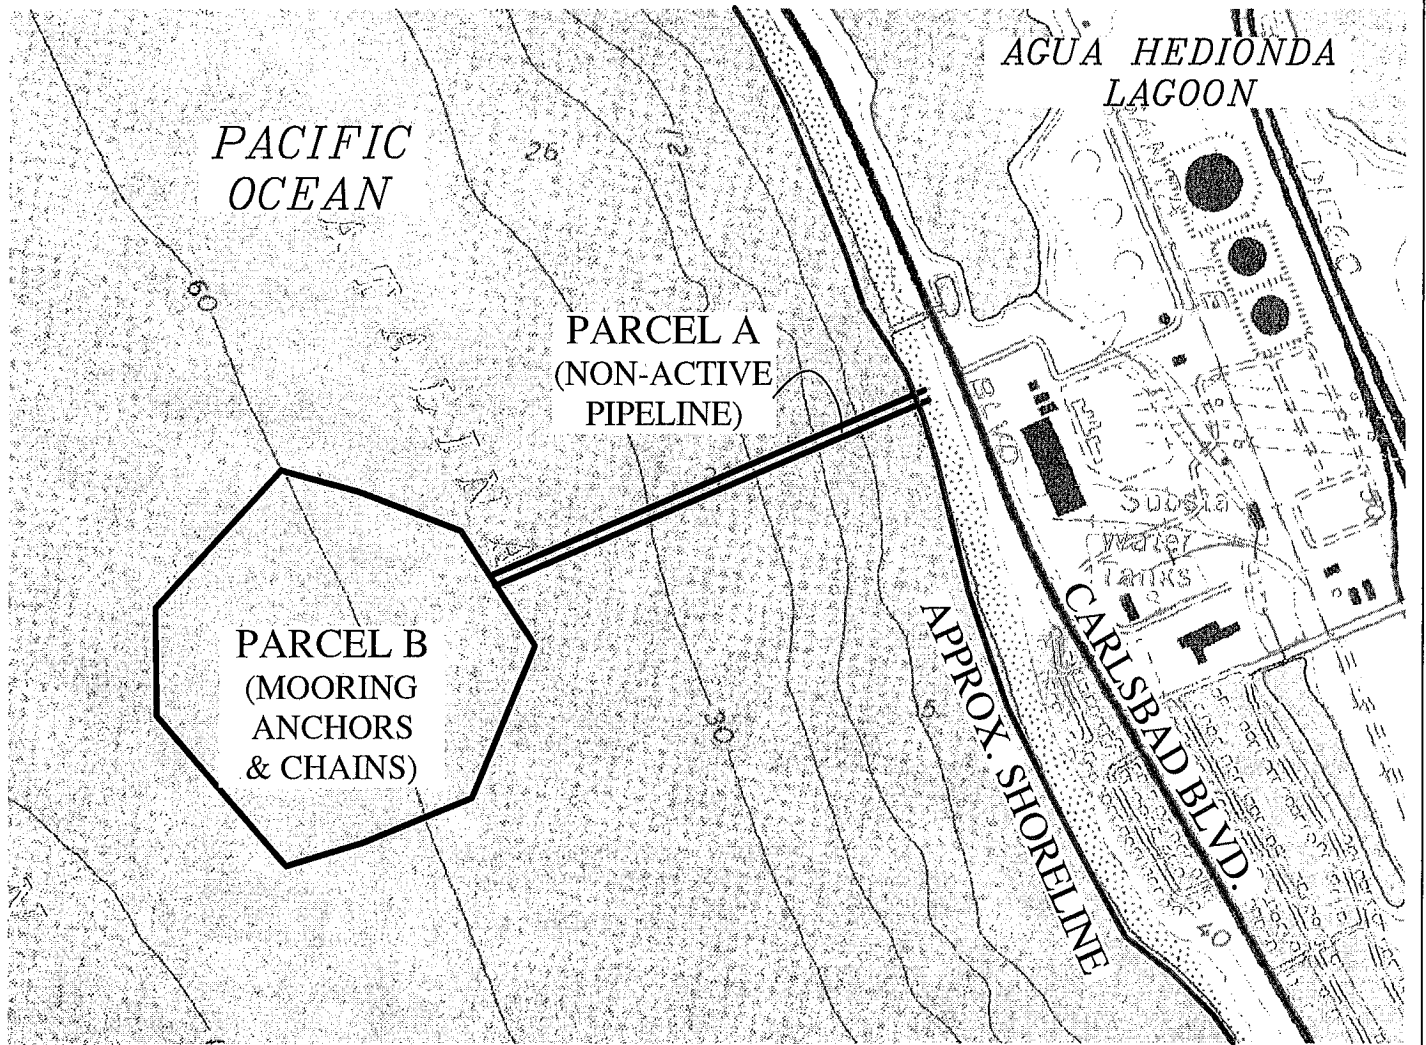 AGUA HEDIONDA
LAGOON
PACIFIC
OCEAN
26
12
60
PARCEL A
(NON-ACTIVE
PIPELINE)
BLVD
Substa
Water
Tanks
PARCEL B
(MOORING
ANCHORS
& CHAINS)
30
5
APPROX. SHORELINE
CARLSBAD BLVD.
40